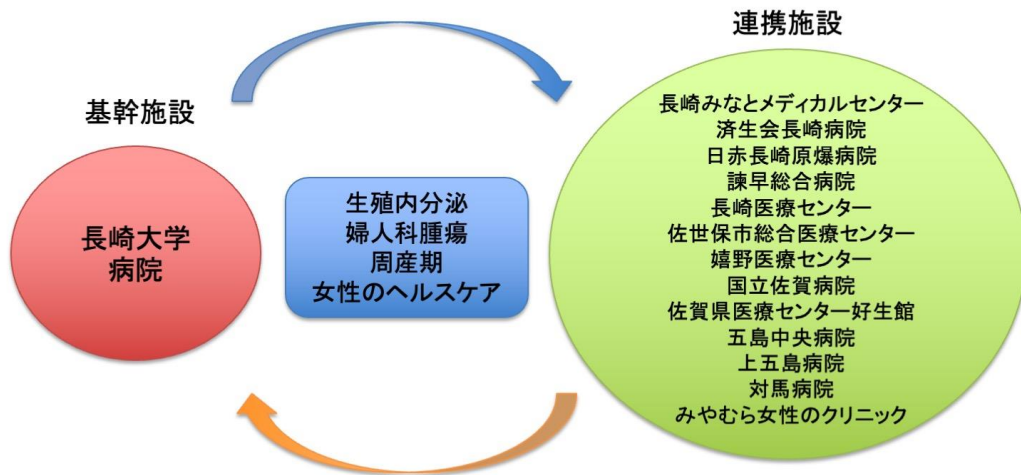 基幹施設
長崎大学
病院
生殖内分泌
婦人科腫瘍
周産期
女性のヘルスケア
連携施設
長崎みなとメディカルセンター
済生会長崎病院
日赤長崎原爆病院
諫早総合病院
長崎医療センター
佐世保市総合医療センター
嬉野医療センター
国立佐賀病院
佐賀県医療センター好生館
五島中央病院
上五島病院
対馬病院
みやむら女性のクリニック